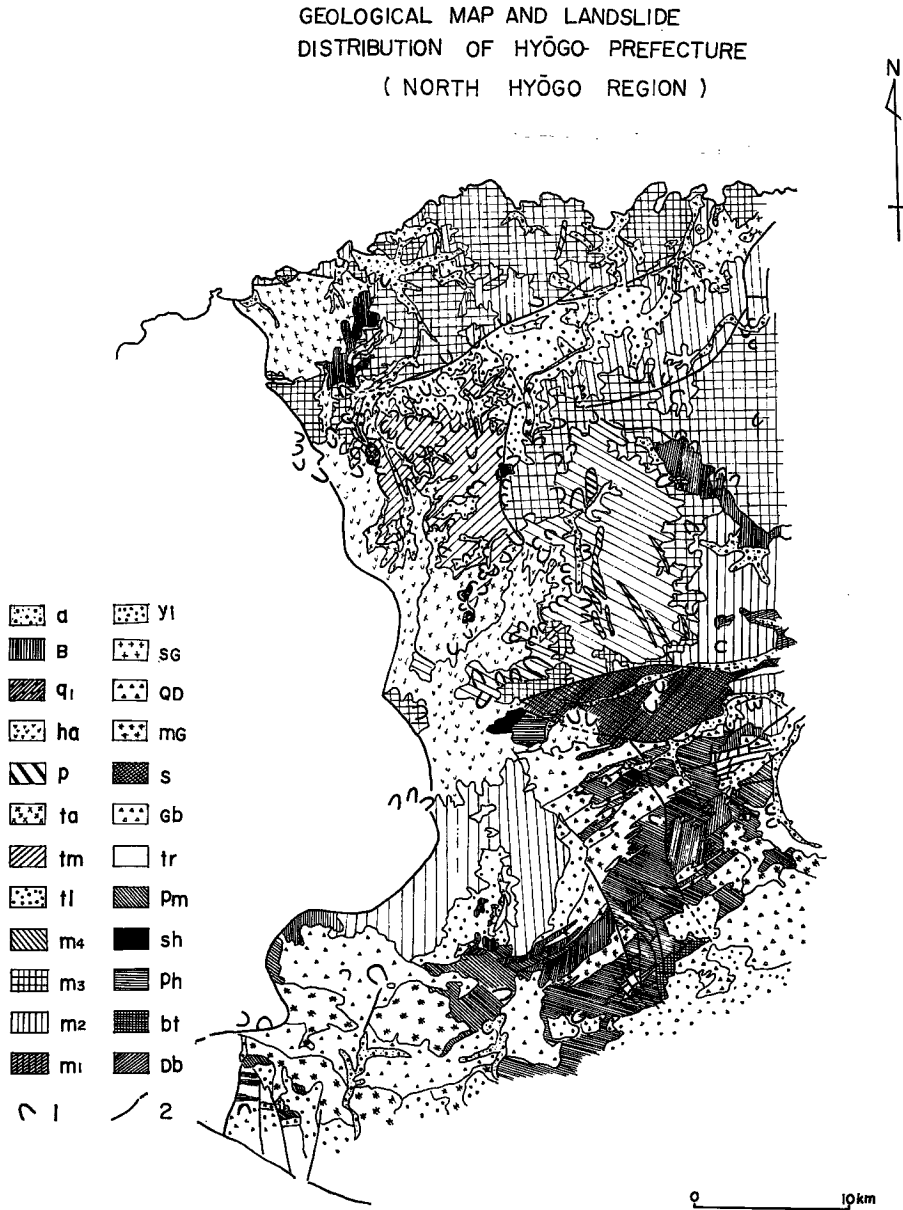 GEOLOGICAL MAP AND LANDSLIDE
DISTRIBUTION OF HYŌGO PREFECTURE
( NORTH HYŌGO REGION )
N
a yl
B SG
q1 QD
ha mG
p s
ta Gb
tm tr
tl Pm
m4 sh
m3 Ph
m2 bt
m1 Db
1 2
0 10km